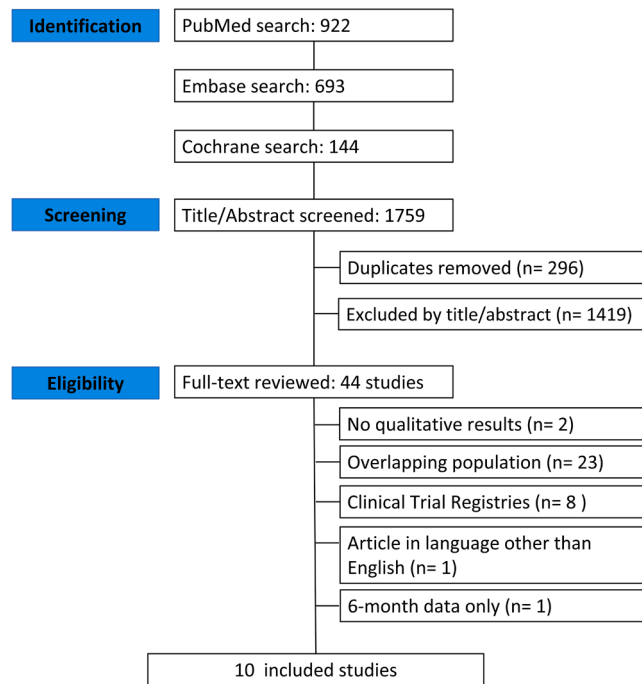 Identification
PubMed search: 922
Embase search: 693
Cochrane search: 144
Screening
Title/Abstract screened: 1759
Duplicates removed (n= 296)
Excluded by title/abstract (n= 1419)
Eligibility
Full-text reviewed: 44 studies
No qualitative results (n= 2)
Overlapping population (n= 23)
Clinical Trial Registries (n= 8 )
Article in language other than
English (n= 1)
6-month data only (n= 1)
10 included studies